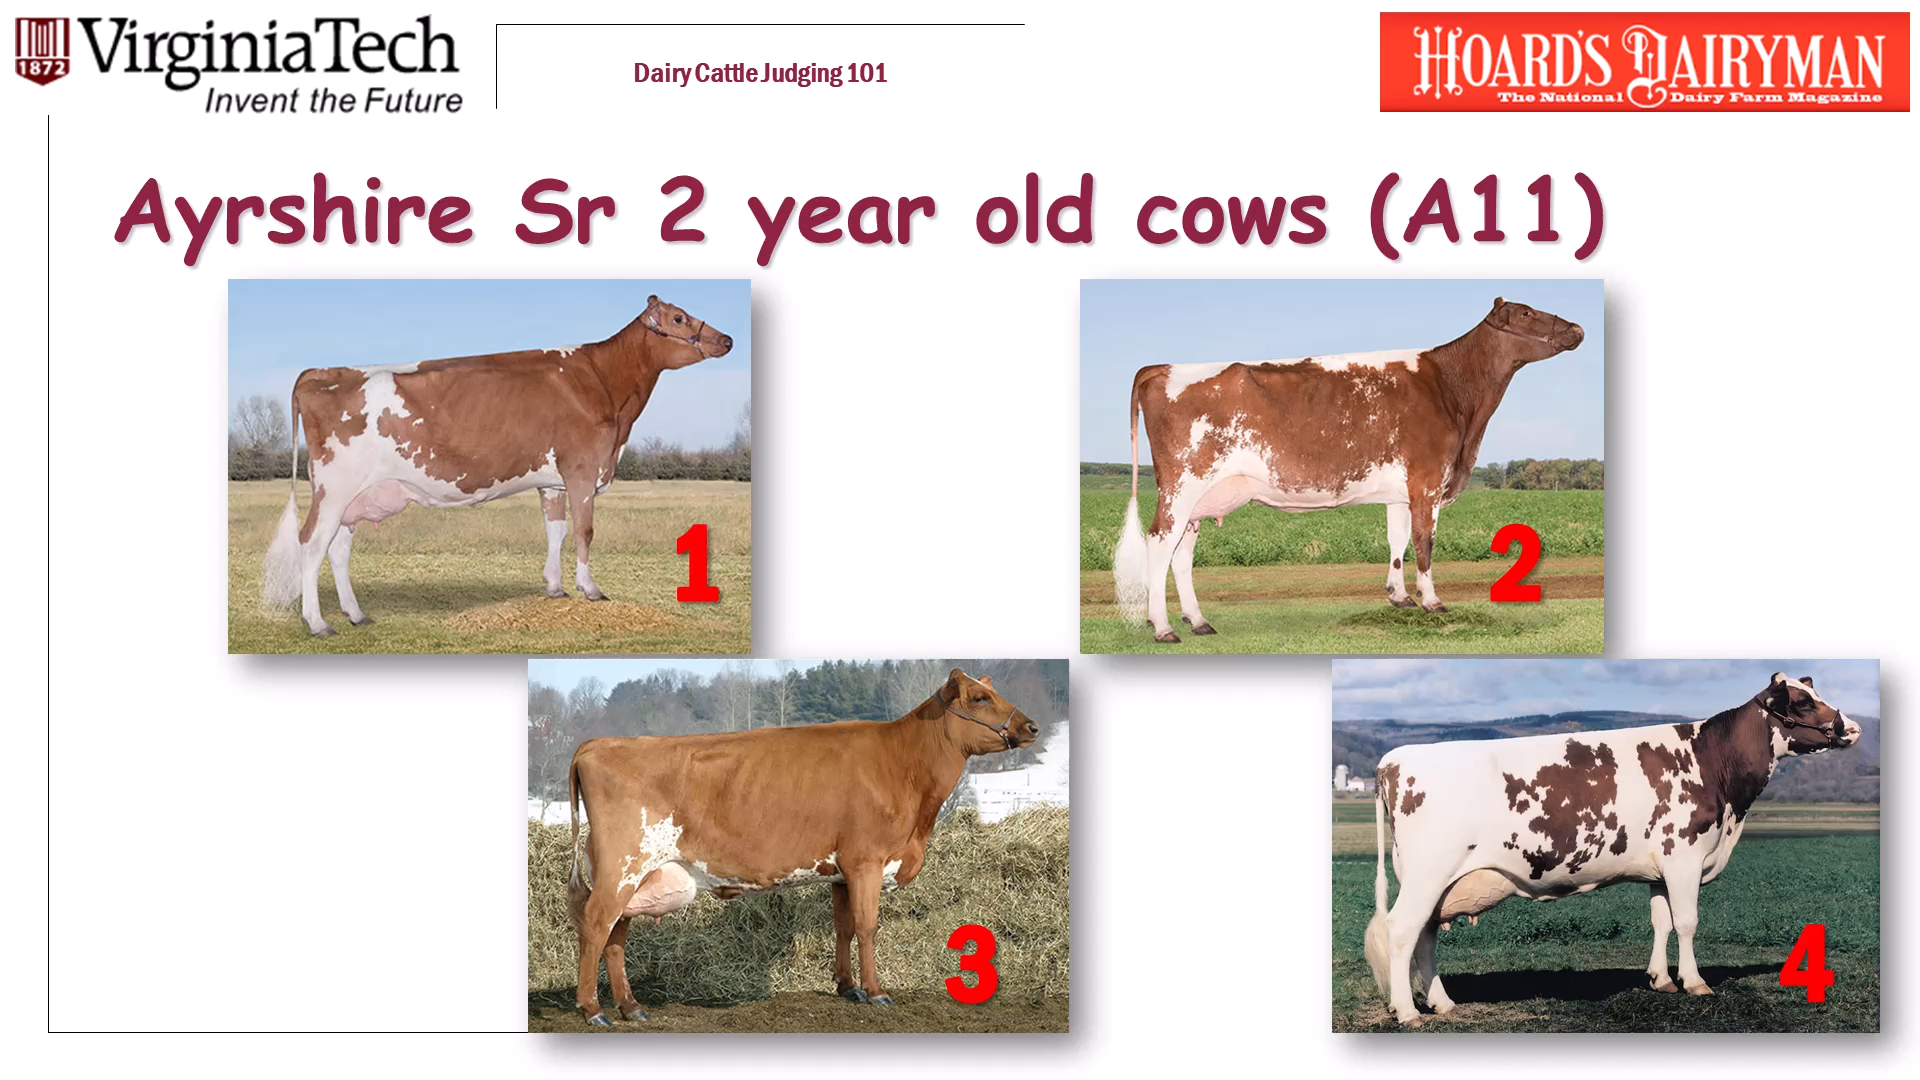 VirginiaTech
1872
Invent the Future
Dairy Cattle Judging 101
HOARD'S DAIRYMAN
The National Dairy Farm Magazine
Ayrshire Sr 2 year old cows (A11)
1
2
3
4